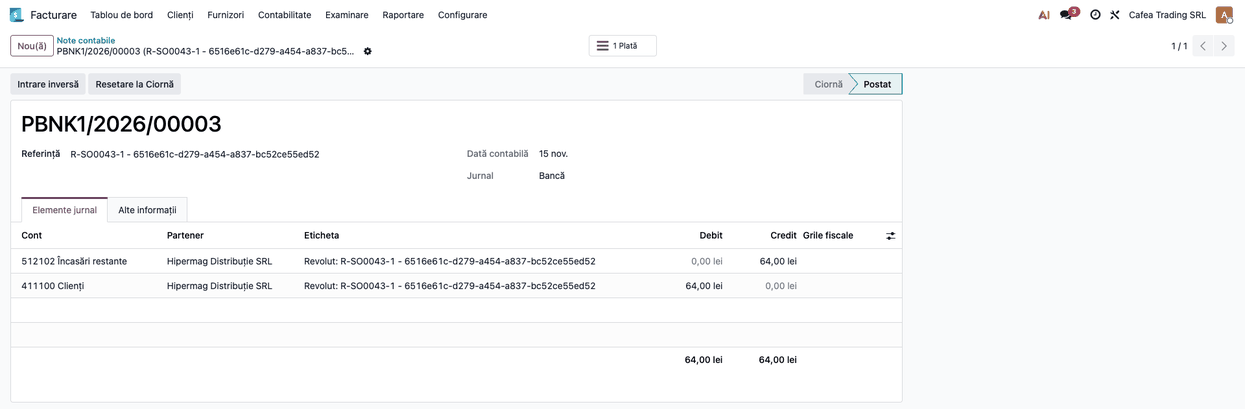 Facturare Tablou de bord Clienți Furnizori Contabilitate Examinare Raportare Configurare AI 3 Cafea Trading SRL A
Nou(ă) Note contabile
PBNK1/2026/00003 (R-SO0043-1 - 6516e61c-d279-a454-a837-bc5... 1 Plată 1 / 1
Intrare inversă Resetare la Ciornă Ciornă Postat
PBNK1/2026/00003
Referință R-SO0043-1 - 6516e61c-d279-a454-a837-bc52ce55ed52 Dată contabilă 15 nov.
Jurnal Bancă
Elemente jurnal Alte informații
Cont Partener Eticheta Debit Credit Grile fiscale
512102 Încasări restante Hipermag Distribuție SRL Revolut: R-SO0043-1 - 6516e61c-d279-a454-a837-bc52ce55ed52 0,00 lei 64,00 lei
411100 Clienți Hipermag Distribuție SRL Revolut: R-SO0043-1 - 6516e61c-d279-a454-a837-bc52ce55ed52 64,00 lei 0,00 lei
64,00 lei 64,00 lei